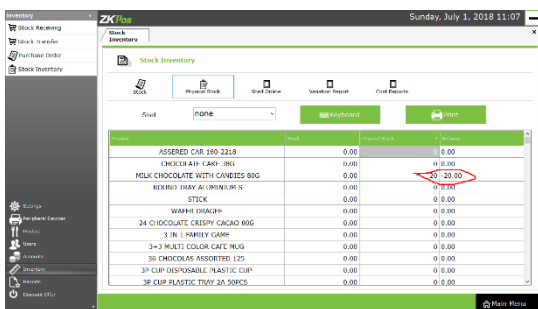 Inventory <
Stock Receiving
Stock Transfer
Purchase Order
Stock Inventory
Settings
Peripheral Devices
Product
Users
Accounts
Inventory
Reports
Discount Offer
ZKPos
Sunday, July 1, 2018 11:07
Stock
Inventory
x
Stock Inventory
Stock
Physical Stock
Shelf Online
Variation Report
Cost Reports
Shelf
none
Keyboard
Print
Product Stock Physical Stock
ASSERED CAR 160-2218 0.00 0 0.00
CHOCOLATE CAKE 38G 0.00 0 0.00
MILK CHOCOLATE WITH CANDIES 80G 0.00 20 -20.00
ROUND TRAY ALUMINIUM S 0.00 0 0.00
STICK 0.00 0 0.00
WAFER DRAGEE 0.00 0 0.00
24 CHOCOLATE CRISPY CACAO 80G 0.00 0 0.00
3 IN 1 FAMILY GAME 0.00 0 0.00
3+3 MULTI COLOR CAFE MUG 0.00 0 0.00
36 CHOCOLAS ASSORTED 125 0.00 0 0.00
3P CUP DISPOSABLE PLASTIC CUP 0.00 0 0.00
3P CUP PLASTIC TRAY 2A 50PCS 0.00 0 0.00
Main Menu